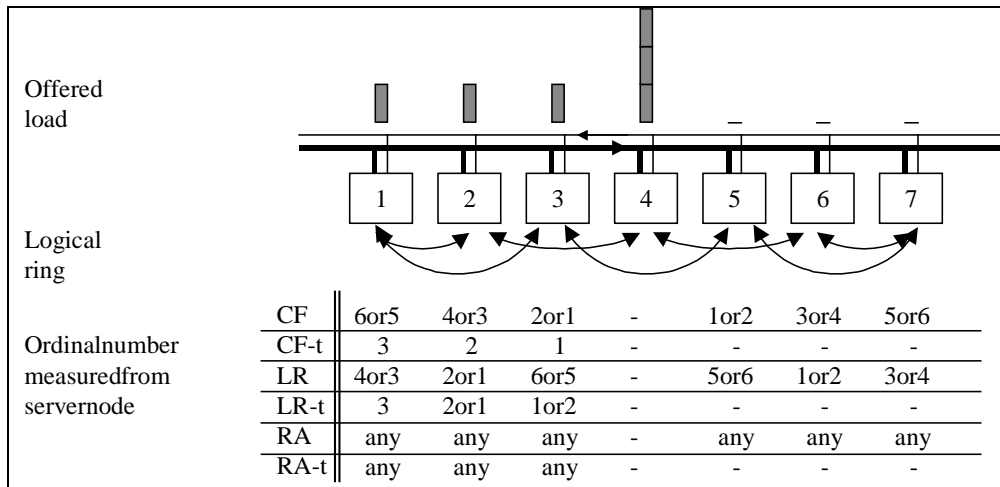 Offered
load
1 2 3 4 5 6 7
Logical
ring
Ordinalnumber
measuredfrom
servernode
CF 6or5 4or3 2or1 - 1or2 3or4 5or6
CF-t 3 2 1 - - - -
LR 4or3 2or1 6or5 - 5or6 1or2 3or4
LR-t 3 2or1 1or2 - - - -
RA any any any - any any any
RA-t any any any - - - -